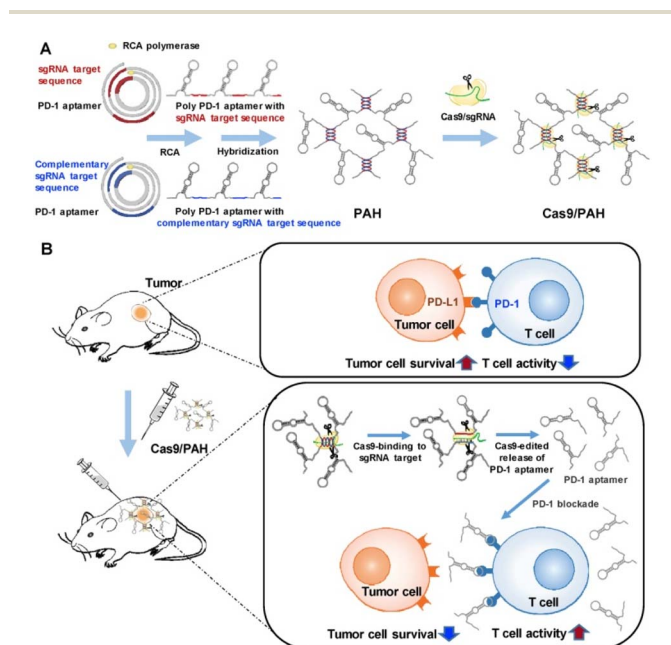 A
RCA polymerase
sgRNA target
sequence
PD-1 aptamer
Poly PD-1 aptamer with
sgRNA target sequence
RCA
Hybridization
Complementary
sgRNA target
sequence
PD-1 aptamer
Poly PD-1 aptamer with
complementary sgRNA target sequence
PAH
Cas9/sgRNA
Cas9/PAH
B
Tumor
PD-L1
PD-1
Tumor cell
T cell
Tumor cell survival
T cell activity
Cas9/PAH
Cas9-binding to
sgRNA target
Cas9-edited
release of
PD-1 aptamer
PD-1 aptamer
PD-1 blockade
Tumor cell
T cell
Tumor cell survival
T cell activity